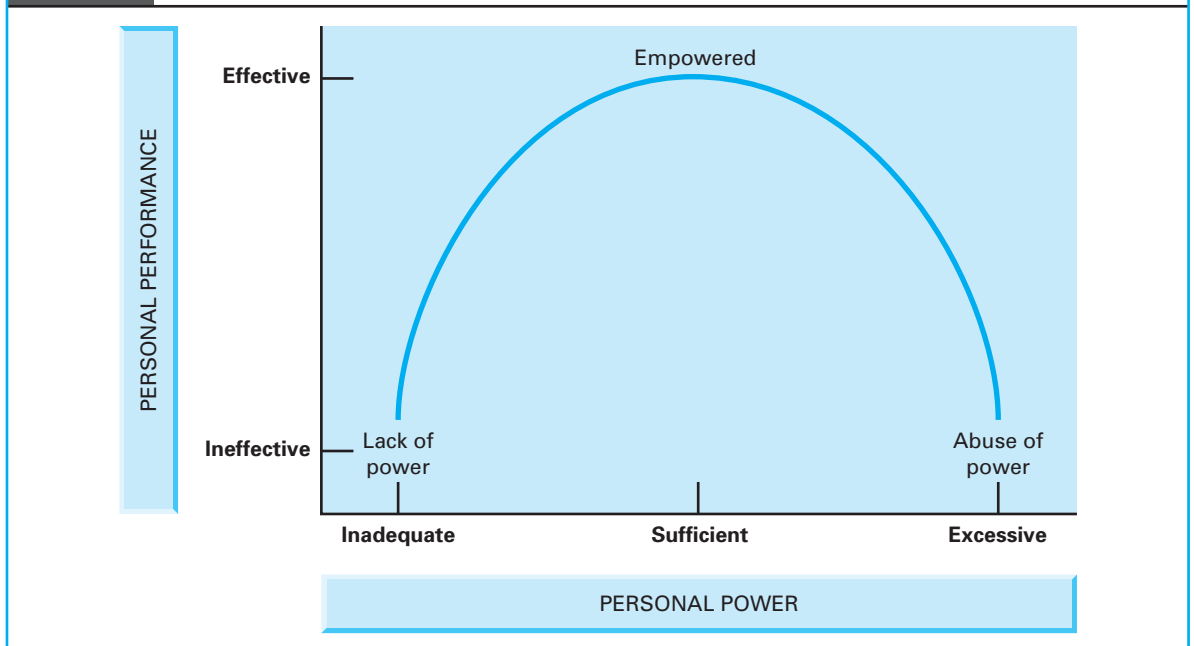 PERSONAL PERFORMANCE
Effective
Empowered
Ineffective
Lack of
power
Abuse of
power
Inadequate
Sufficient
Excessive
PERSONAL POWER